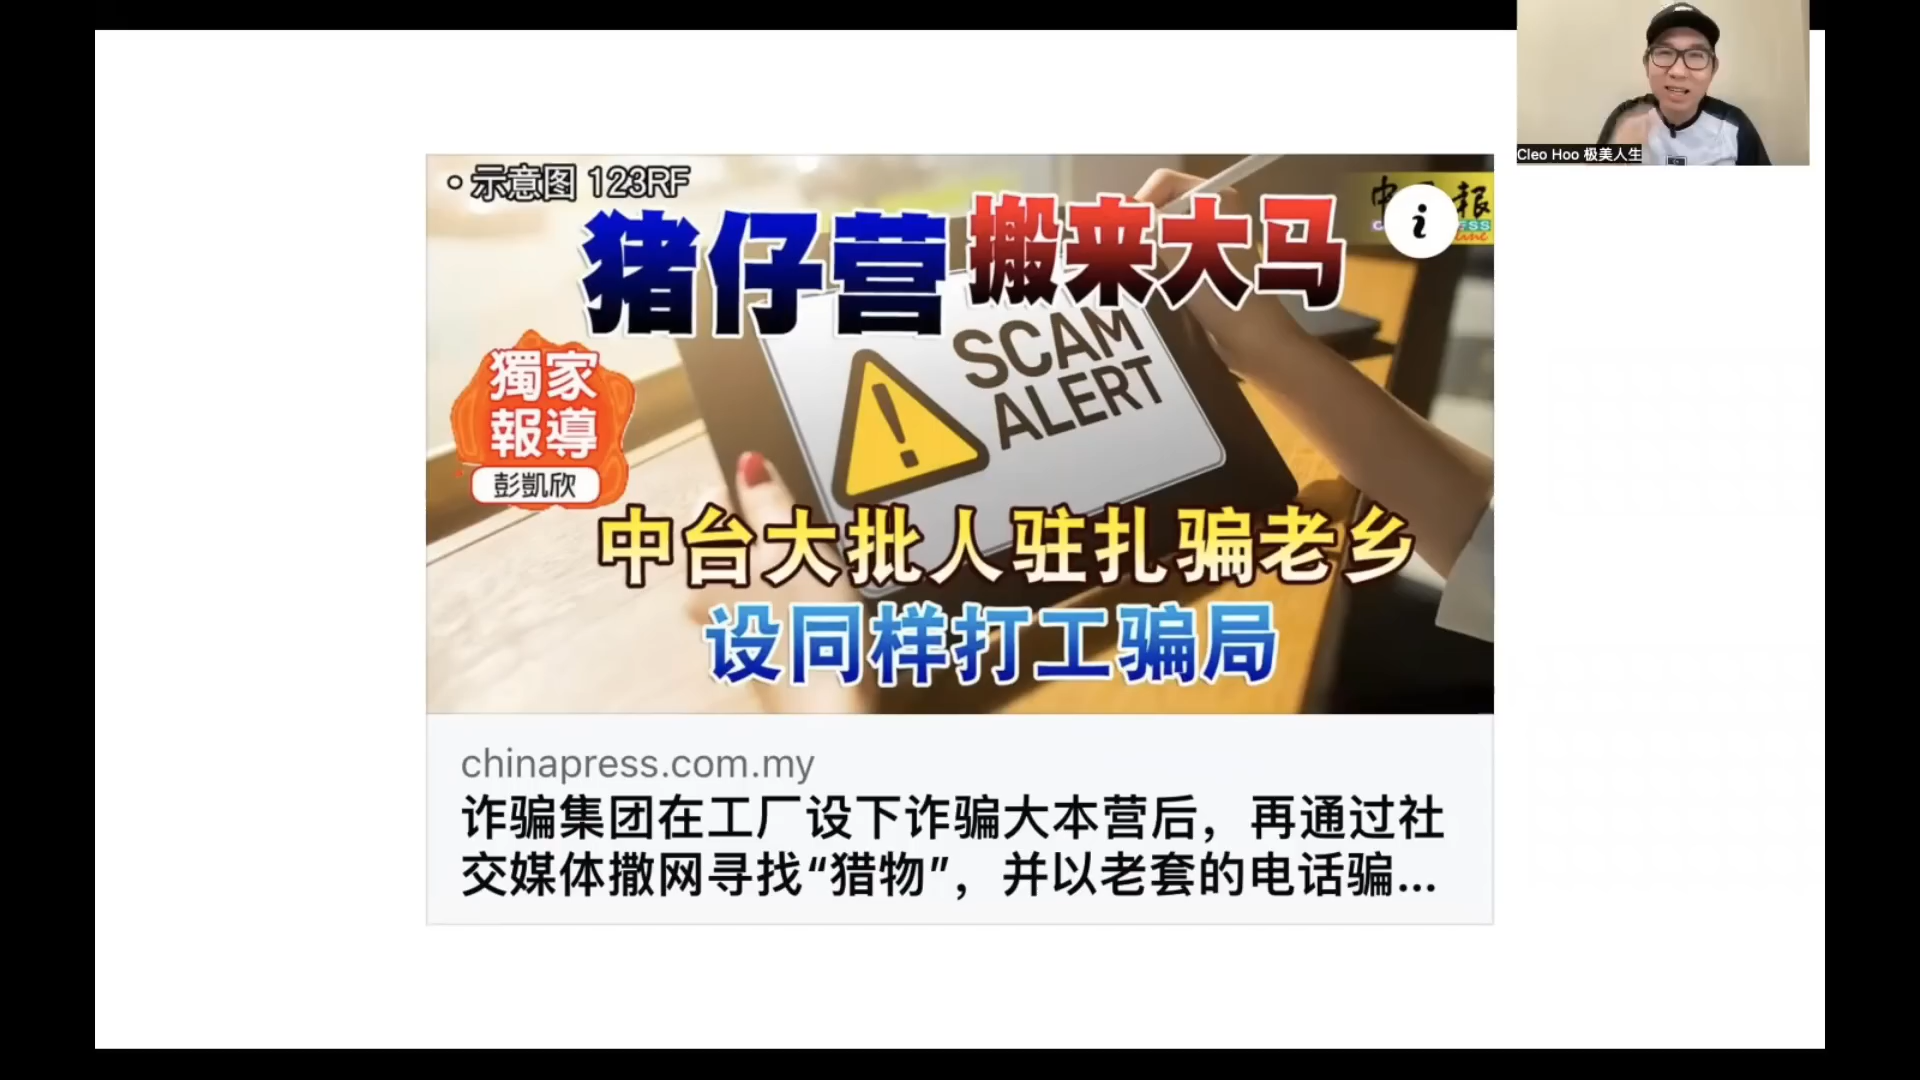 Cleo Hoo 极美人生
• 示意图 123RF
猪仔营 搬来大马
SCAM
ALERT
獨家
報導
彭凱欣
中台大批人驻扎骗老乡
设同样打工骗局
chinapress.com.my
诈骗集团在工厂设下诈骗大本营后，再通过社
交媒体撒网寻找“猎物”，并以老套的电话骗...